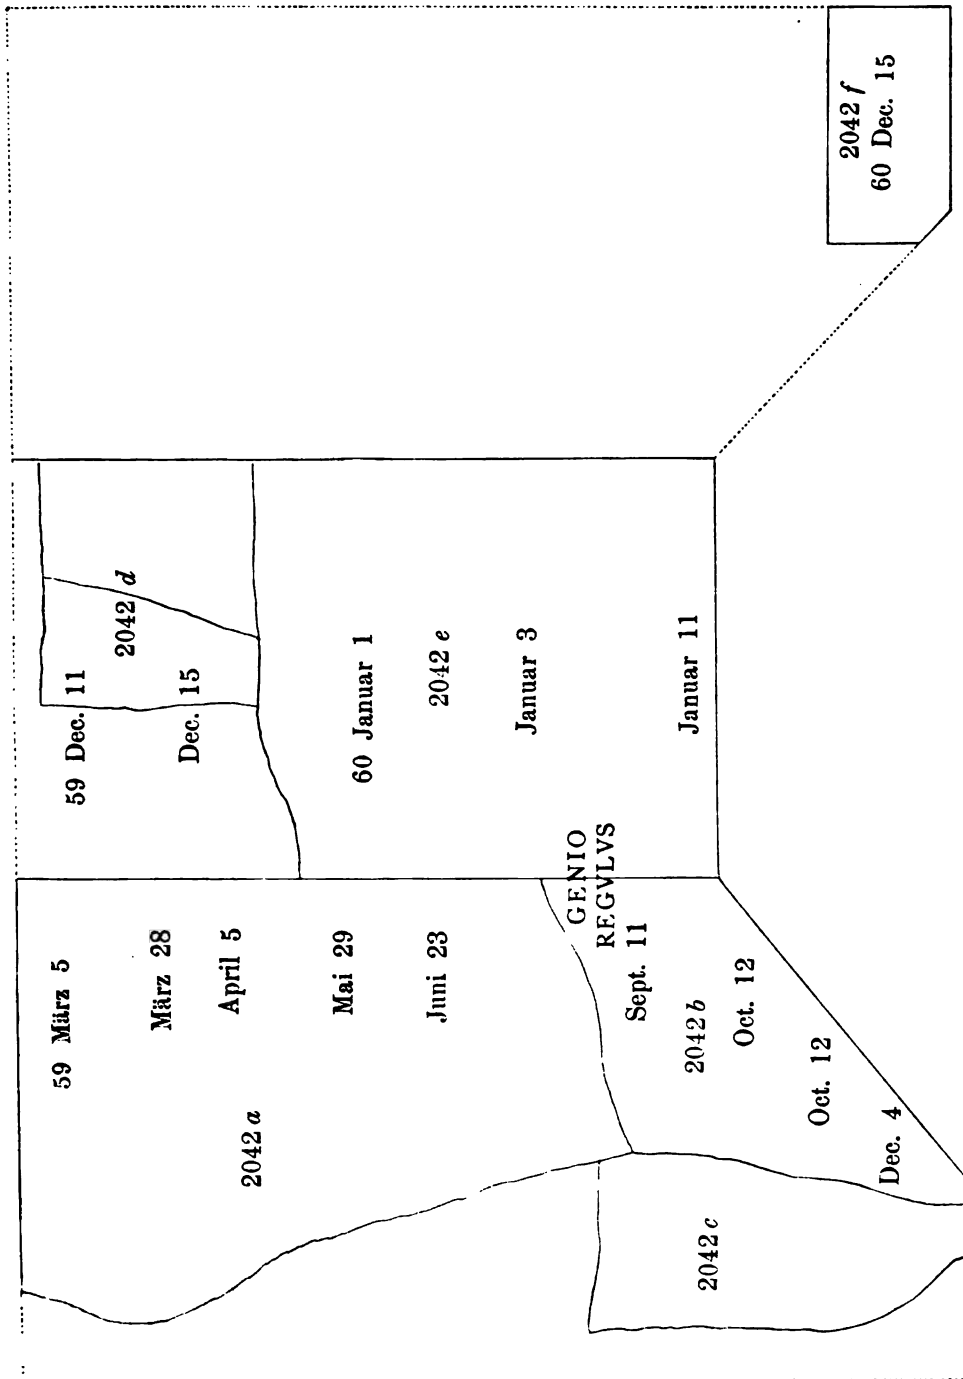 59 März 5
März 28
April 5
2042 a
Mai 29
Juni 23
GENIO
REGVLVS
Sept. 11
2042 b
Oct. 12
Oct. 12
Dec. 4
2042 c
59 Dec. 11
2042 d
Dec. 15
60 Januar 1
2042 e
Januar 3
Januar 11
2042 f
60 Dec. 15